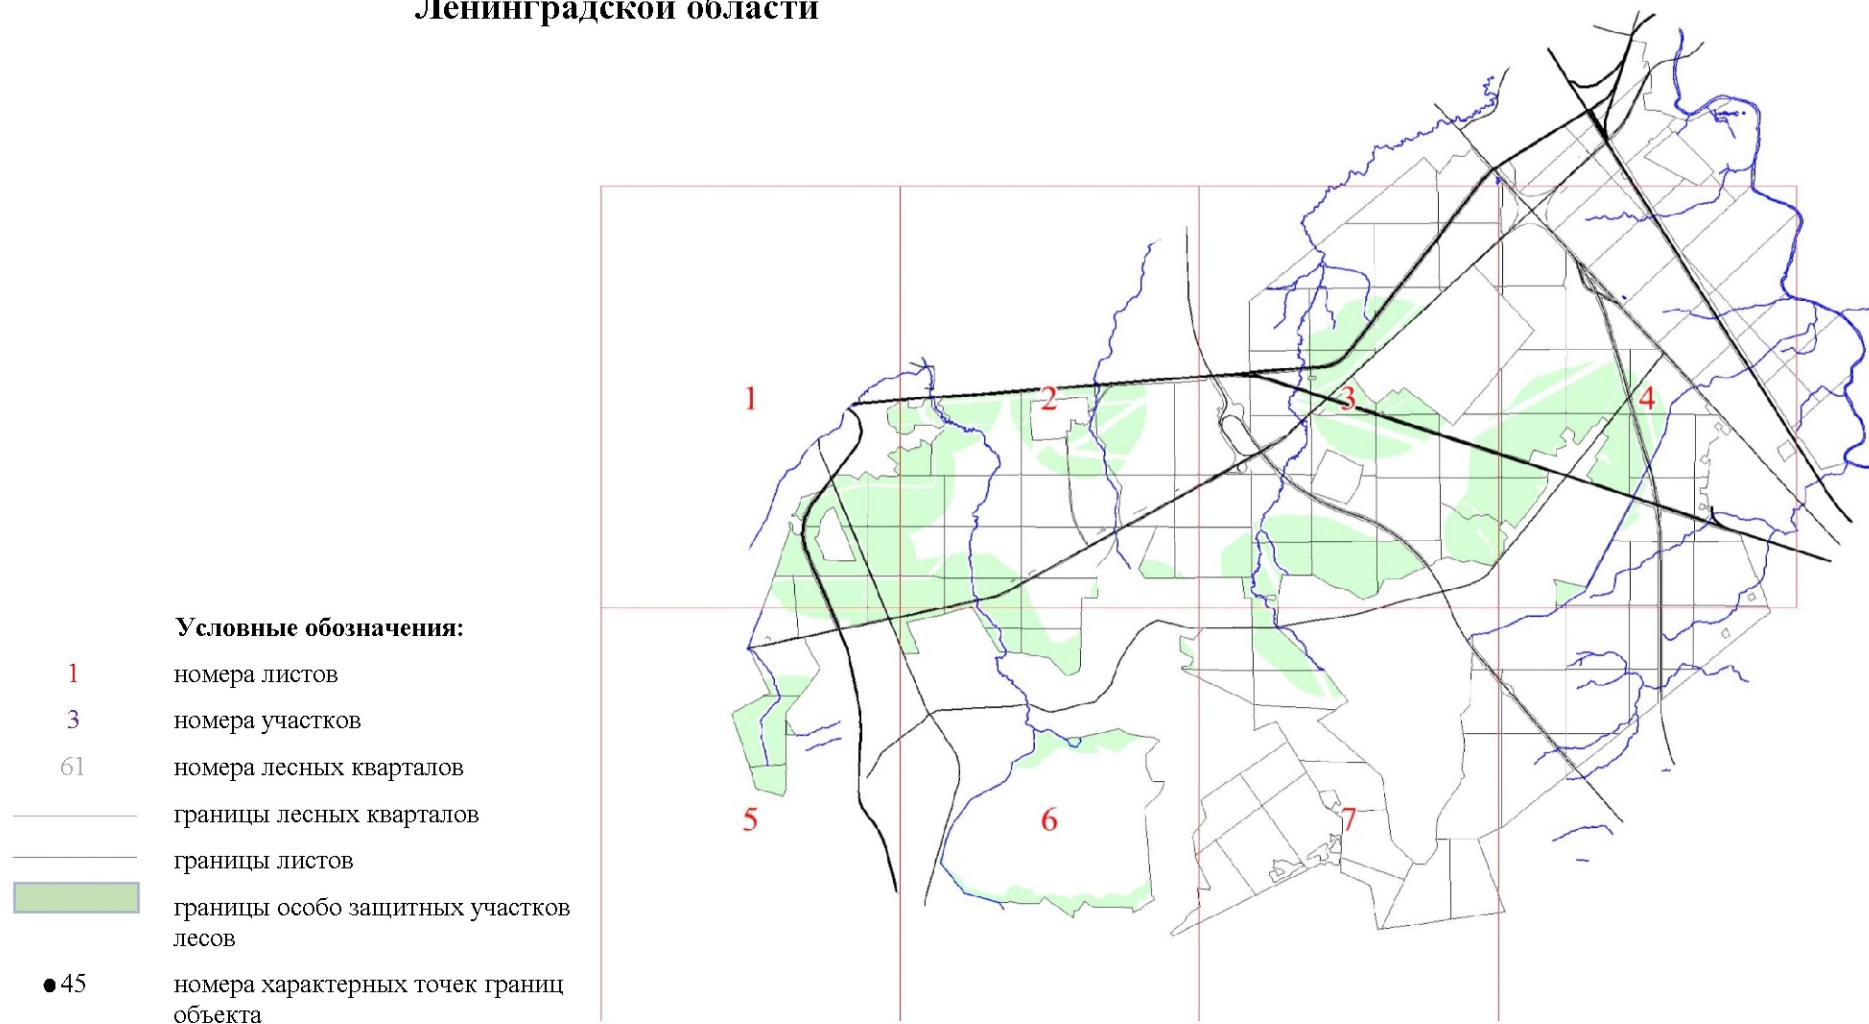 Ленинградской области
1
2
3
4
5
6
7
Условные обозначения:
1 номера листов
3 номера участков
61 номера лесных кварталов
границы лесных кварталов
границы листов
границы особо защитных участков
лесов
45 номера характерных точек границ
объекта